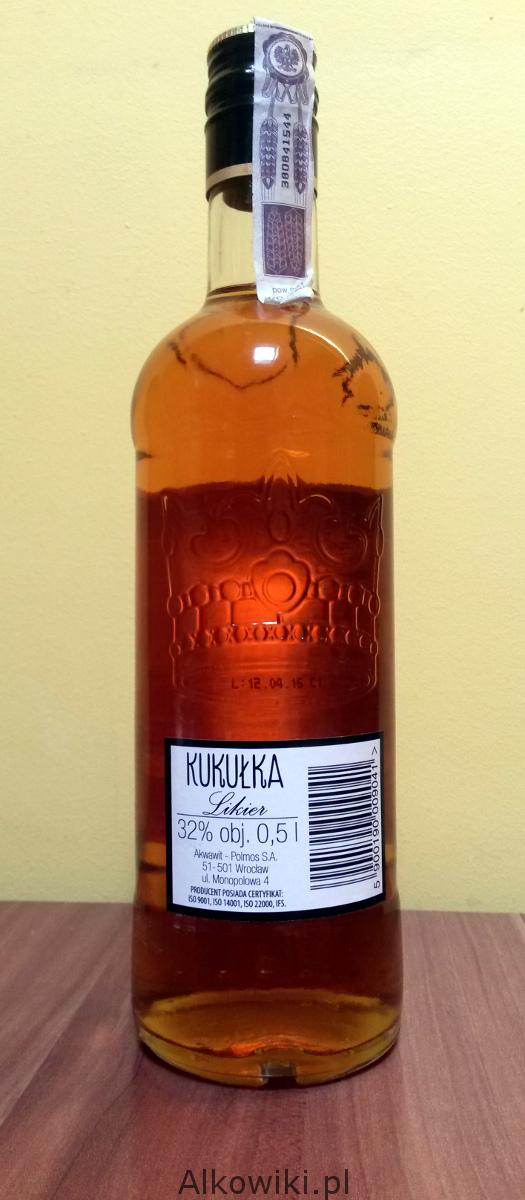 380841544
L:12.04.16 C1
KUKUŁKA
Likier
32% obj. 0,5 l
Akwawit - Polmos S.A.
51-501 Wrocław
ul. Monopolowa 4
PRODUCENT POSIADA CERTYFIKAT:
ISO 9001, ISO 14001, ISO 22000, IFS.
5 900190 009041 >
Alkowiki.pl